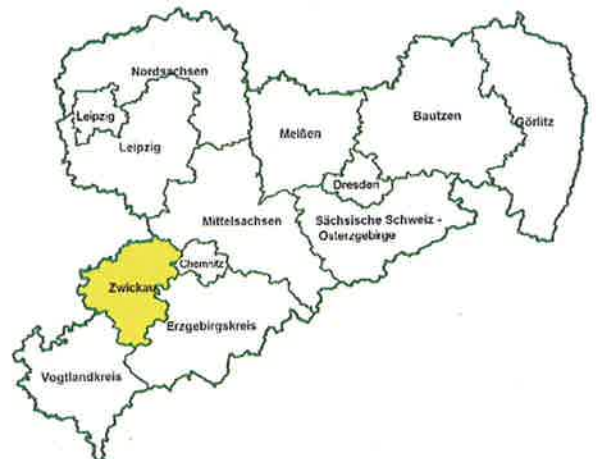 Nordsachsen
Leipzig
Leipzig
Meißen
Bautzen
Görlitz
Dresden
Mittelsachsen
Sächsische Schweiz -
Osterzgebirge
Chemnitz
Zwickau
Erzgebirgskreis
Vogtlandkreis